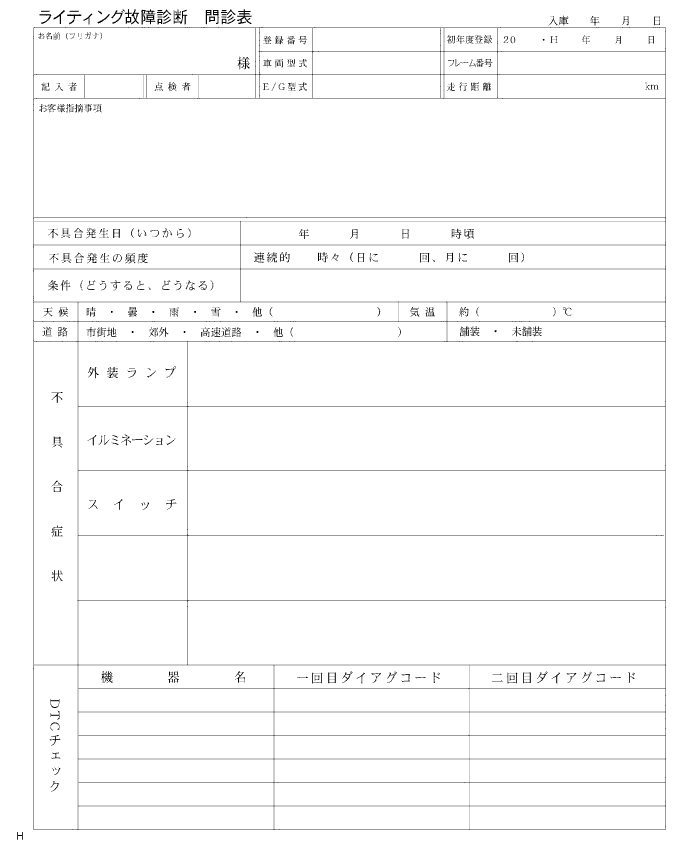 ライティング故障診断　問診表
入庫　年　月　日
お名前（フリガナ）
様
登録番号
初年度登録　20　・H　年　月　日
車両型式
フレーム番号
記入者
点検者
E/G型式
走行距離
km
お客様指摘事項
不具合発生日（いつから）
年　月　日　時頃
不具合発生の頻度
連続的　時々（日に　回、月に　回）
条件（どうすると、どうなる）
天候　晴・曇・雨・雪・他（　）　気温　約（　）℃
道路　市街地・郊外・高速道路・他（　）　舗装・未舗装
不具合症状
外装ランプ
イルミネーション
スイッチ
DTCチェック
機器名　一回目ダイアグコード　二回目ダイアグコード
H